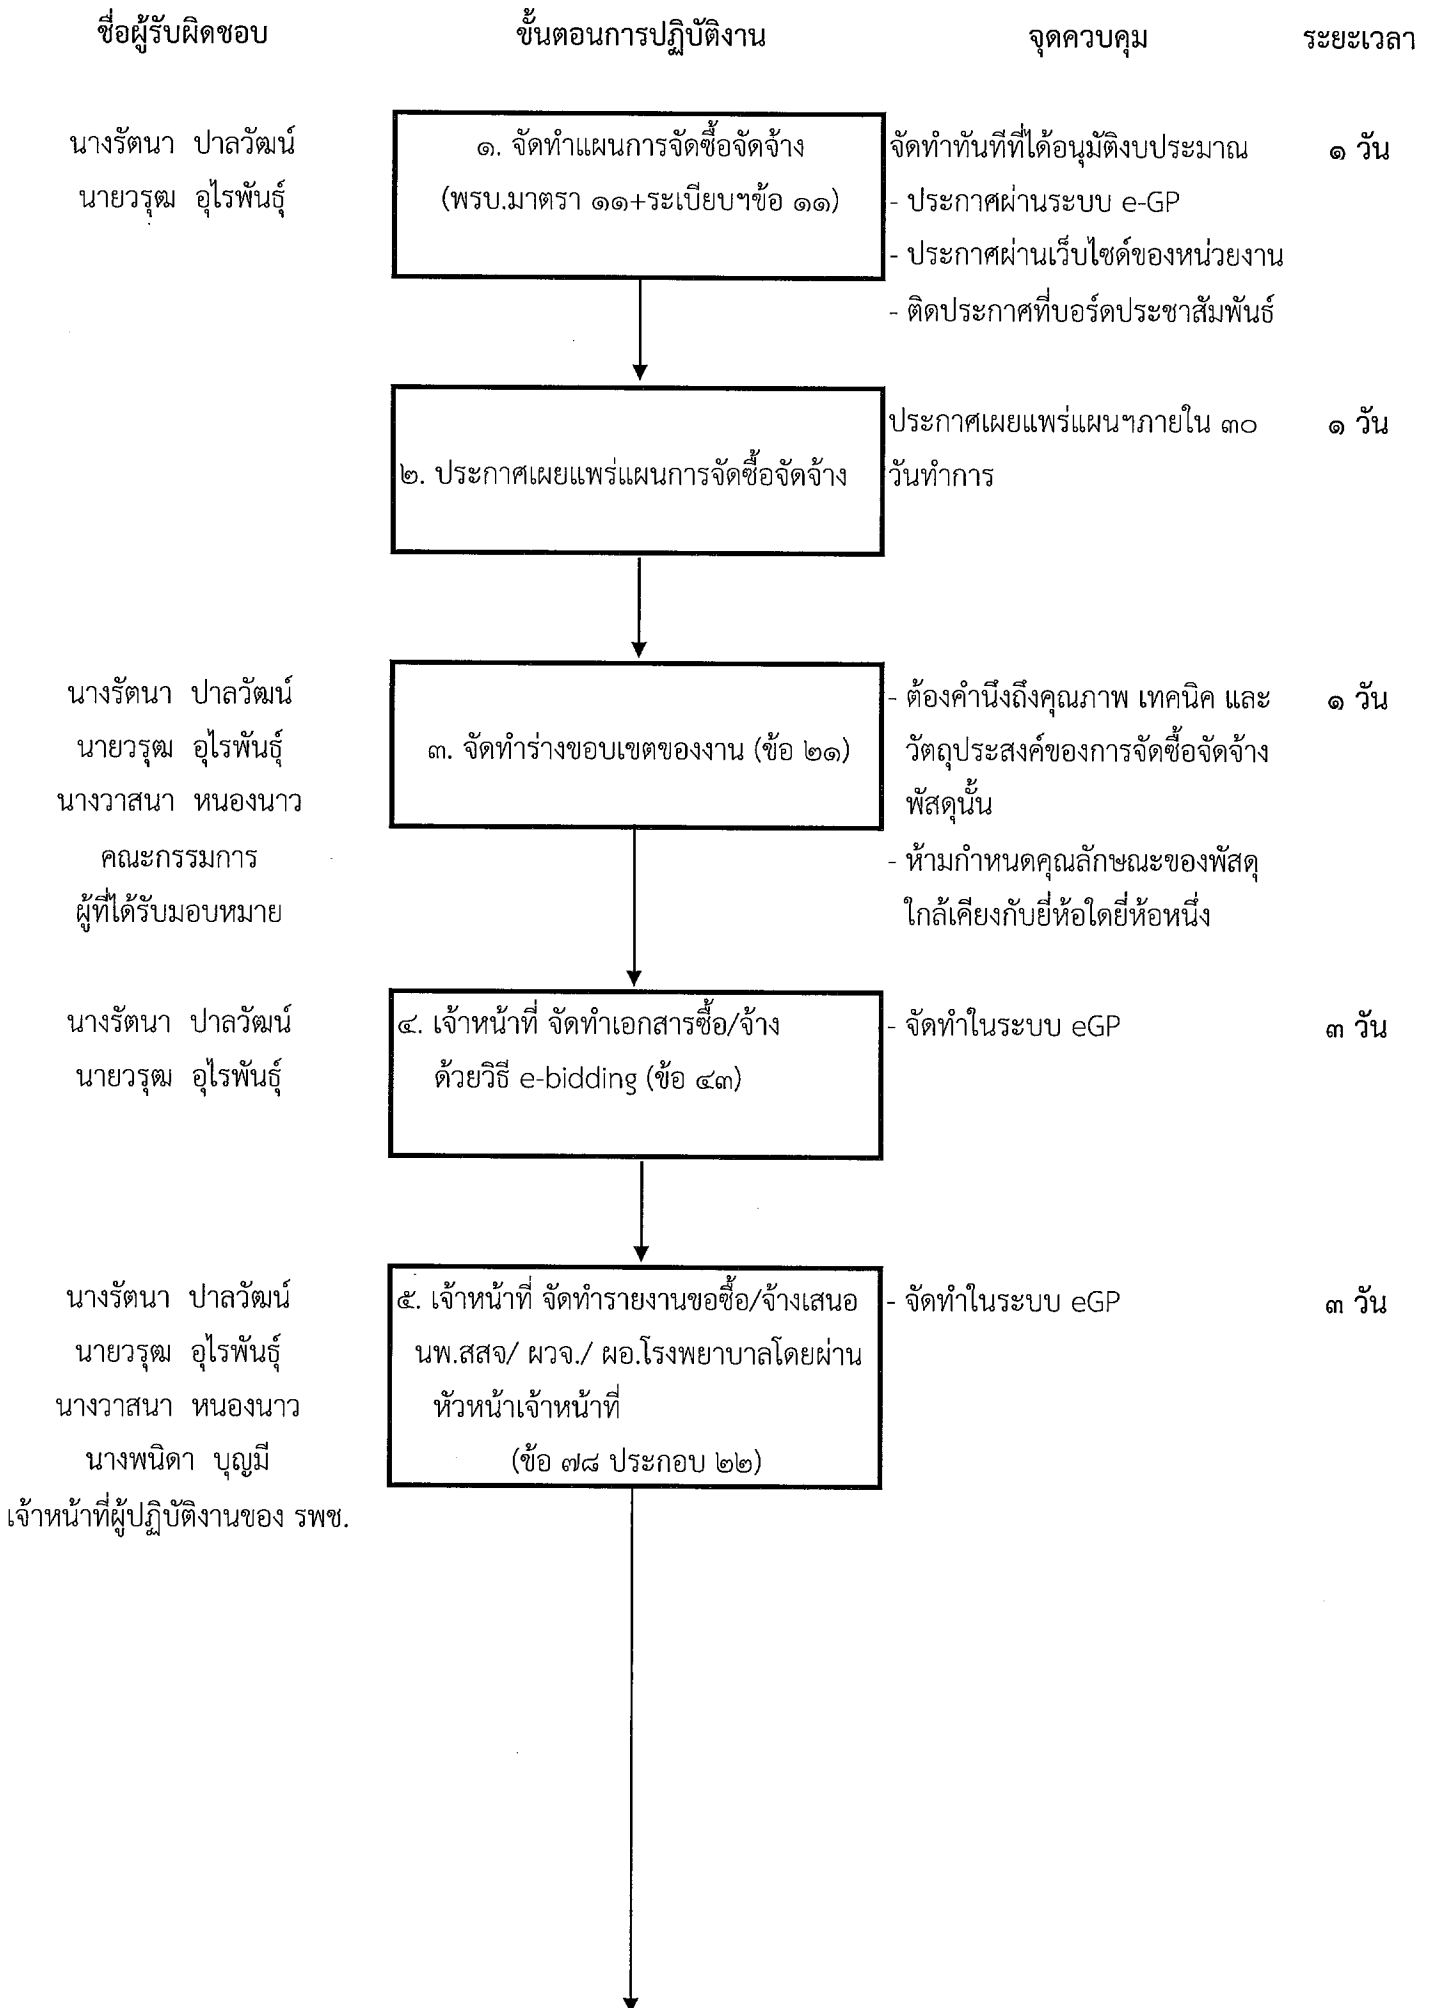 ชื่อผู้รับผิดชอบ ขั้นตอนการปฏิบัติงาน จุดควบคุม ระยะเวลา
นางรัตนา ปาลวัฒน์ ๑. จัดทำแผนการจัดซื้อจัดจ้าง จัดทำทันทีที่ได้อนุมัติงบประมาณ ๑ วัน
นายวรุฒ อุไรพันธุ์ (พรบ.มาตรา ๑๑+ระเบียบฯข้อ ๑๑) - ประกาศผ่านระบบ e-GP
- ประกาศผ่านเว็บไซด์ของหน่วยงาน
- ติดประกาศที่บอร์ดประชาสัมพันธ์
ประกาศเผยแพร่แผนฯภายใน ๓๐ ๑ วัน
๒. ประกาศเผยแพร่แผนการจัดซื้อจัดจ้าง วันทำการ
นางรัตนา ปาลวัฒน์ - ต้องคำนึงถึงคุณภาพ เทคนิค และ ๑ วัน
นายวรุฒ อุไรพันธุ์ ๓. จัดทำร่างขอบเขตของงาน (ข้อ ๒๑) วัตถุประสงค์ของการจัดซื้อจัดจ้าง
นางวาสนา หนองนาว พัสดุนั้น
คณะกรรมการ - ห้ามกำหนดคุณลักษณะของพัสดุ
ผู้ที่ได้รับมอบหมาย ใกล้เคียงกับยี่ห้อใดยี่ห้อหนึ่ง
นางรัตนา ปาลวัฒน์ ๔. เจ้าหน้าที่ จัดทำเอกสารซื้อ/จ้าง - จัดทำในระบบ eGP ๓ วัน
นายวรุฒ อุไรพันธุ์ ด้วยวิธี e-bidding (ข้อ ๔๓)
นางรัตนา ปาลวัฒน์ ๕. เจ้าหน้าที่ จัดทำรายงานขอซื้อ/จ้างเสนอ - จัดทำในระบบ eGP ๓ วัน
นายวรุฒ อุไรพันธุ์ นพ.สสจ/ ผวจ./ ผอ.โรงพยาบาลโดยผ่าน
นางวาสนา หนองนาว หัวหน้าเจ้าหน้าที่
นางพนิดา บุญมี (ข้อ ๗๘ ประกอบ ๒๒)
เจ้าหน้าที่ผู้ปฏิบัติงานของ รพช.